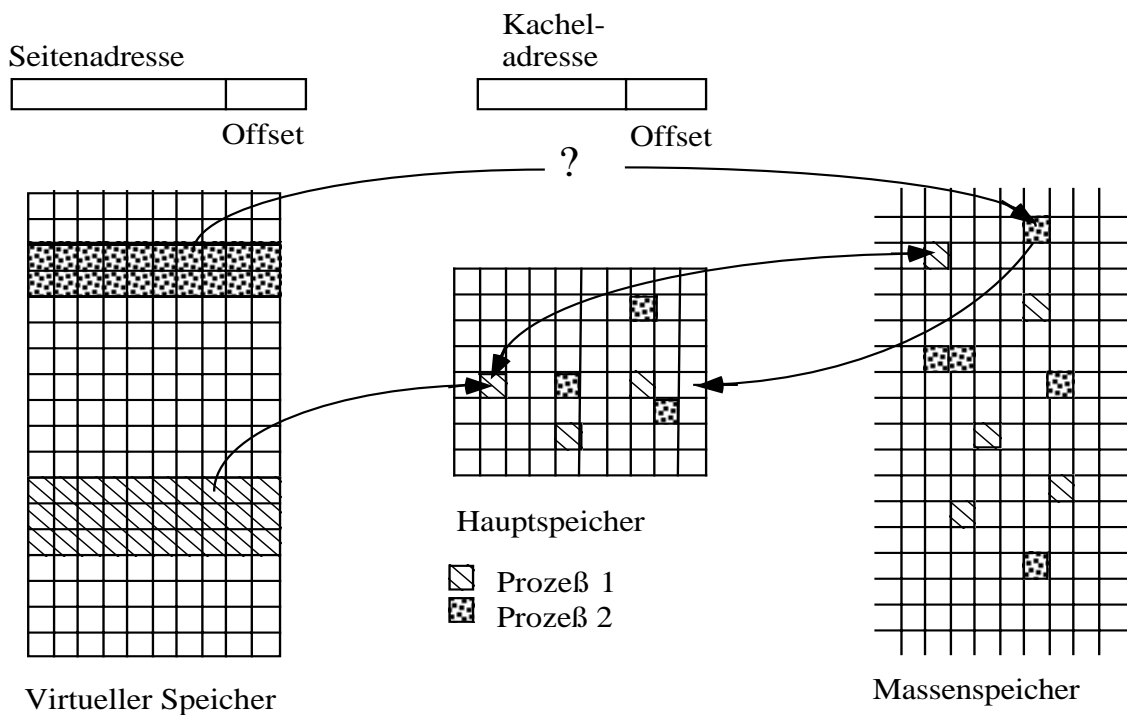 Seitenadresse
Offset
Kachel-
adresse
Offset
?
Hauptspeicher
Prozeß 1
Prozeß 2
Virtueller Speicher
Massenspeicher